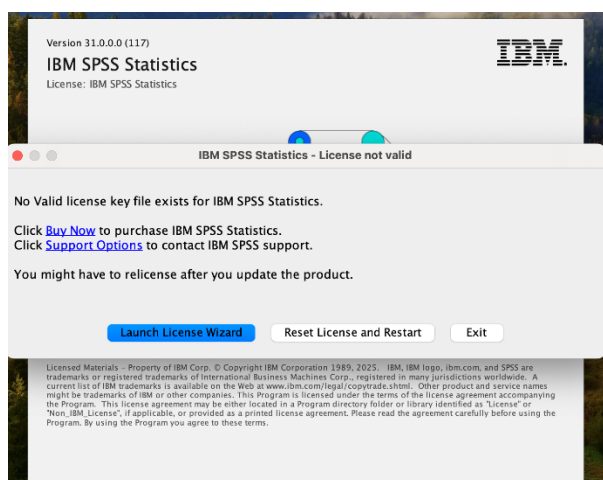 Version 31.0.0.0 (117)
IBM SPSS Statistics
License: IBM SPSS Statistics
IBM.
IBM SPSS Statistics - License not valid
No Valid license key file exists for IBM SPSS Statistics.
Click Buy Now to purchase IBM SPSS Statistics.
Click Support Options to contact IBM SPSS support.
You might have to relicense after you update the product.
Launch License Wizard
Reset License and Restart
Exit
Licensed Materials – Property of IBM Corp. © Copyright IBM Corporation 1989, 2025. IBM, IBM logo, ibm.com, and SPSS are
trademarks or registered trademarks of International Business Machines Corp., registered in many jurisdictions worldwide. A
current list of IBM trademarks is available on the Web at www.ibm.com/legal/copytrade.shtml. Other product and service names
might be trademarks of IBM or other companies. This Program is licensed under the terms of the license agreement accompanying
the Program. This license agreement may be either located in a Program directory folder or library identified as "License" or
"Non_IBM_License", if applicable, or provided as a printed license agreement. Please read the agreement carefully before using the
Program. By using the Program you agree to these terms.